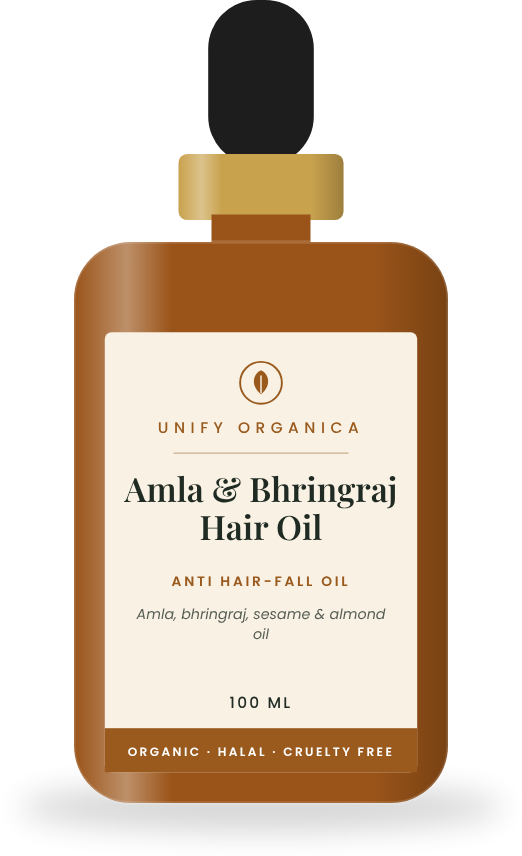 UNIFY ORGANICA
Amla & Bhringraj
Hair Oil
ANTI HAIR-FALL OIL
Amla, bhringraj, sesame & almond
oil
100 ML
ORGANIC · HALAL · CRUELTY FREE